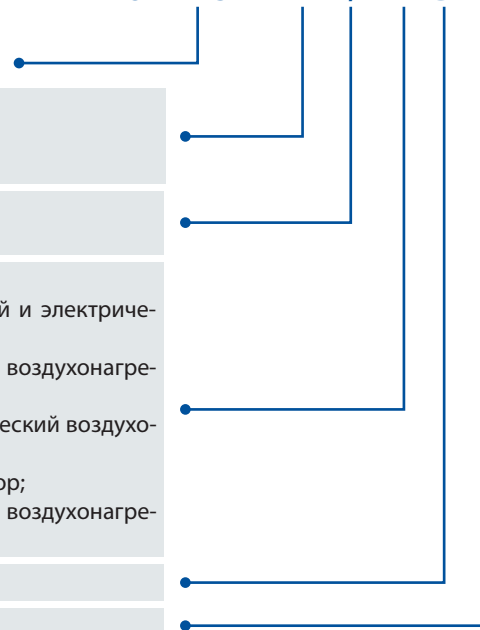 й и электриче-
воздухонагре-
еский воздухо-
ор;
воздухонагре-